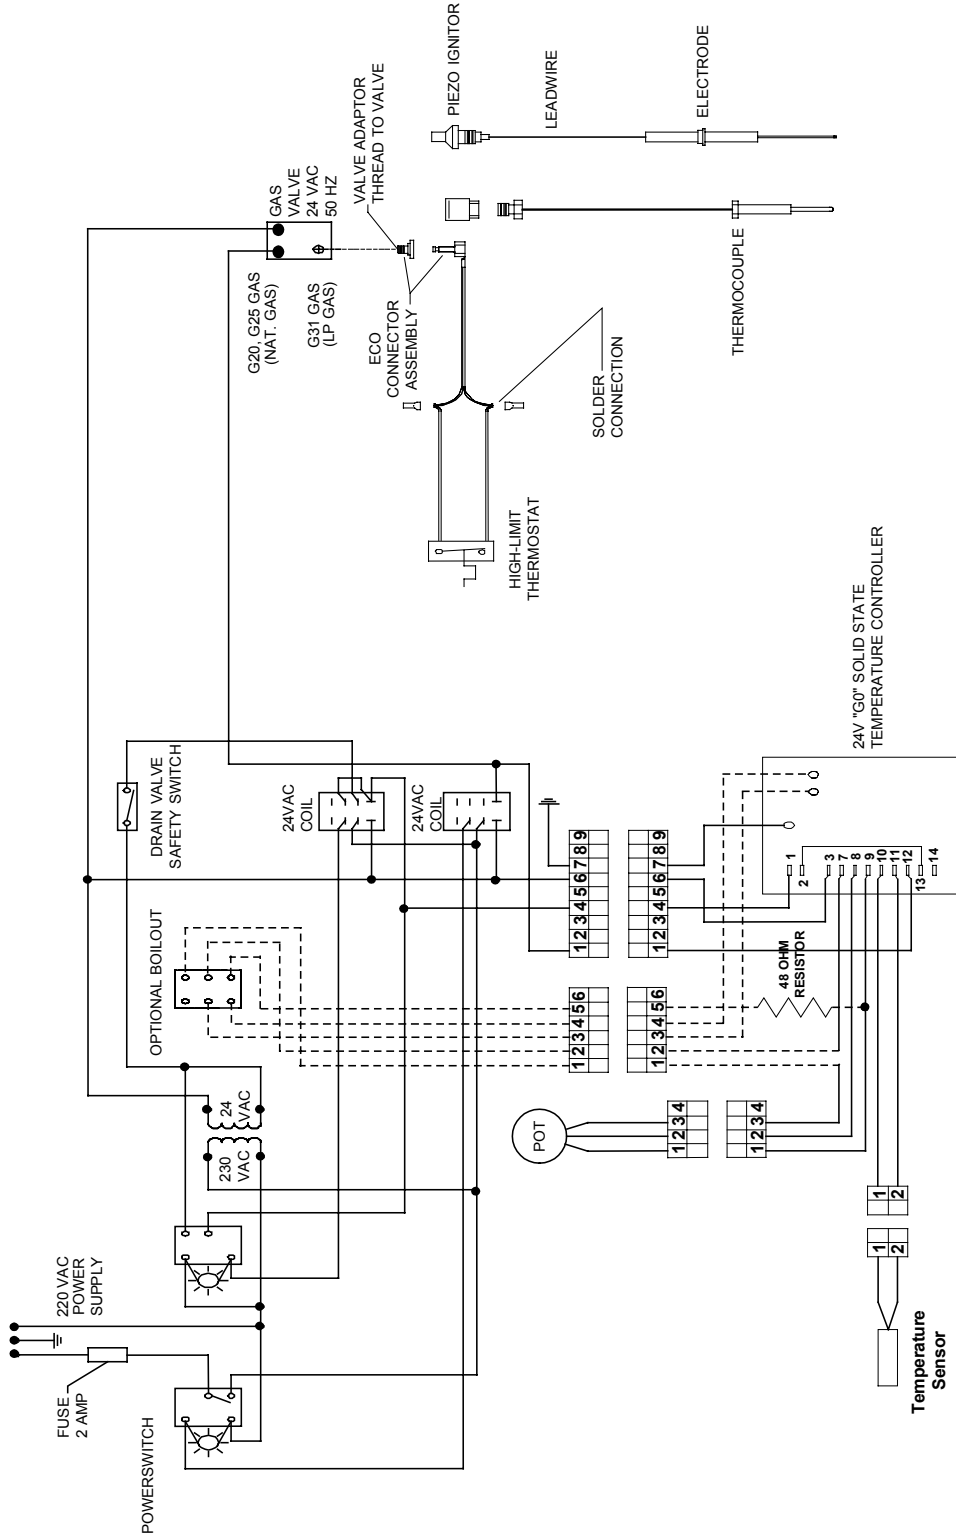 POWERSWITCH
FUSE
2 AMP
220 VAC
POWER
SUPPLY
230
VAC
24
VAC
OPTIONAL BOILOUT
DRAIN VALVE
SAFETY SWITCH
24VAC
COIL
24VAC
COIL
G20, G25 GAS
(NAT. GAS)
G31 GAS
(LP GAS)
GAS
VALVE
24 VAC
50 HZ
ECO
CONNECTOR
ASSEMBLY
VALVE ADAPTOR
THREAD TO VALVE
PIEZO IGNITOR
LEADWIRE
ELECTRODE
THERMOCOUPLE
SOLDER
CONNECTION
HIGH-LIMIT
THERMOSTAT
POT
1 2 3 4
1 2 3 4
1 2 3 4 5 6
1 2 3 4 5 6
1 2 3 4 5 6 7 8 9
1 2 3 4 5 6 7 8 9
48 OHM
RESISTOR
24V "G0" SOLID STATE
TEMPERATURE CONTROLLER
1
2
3
7
8
9
10
11
12
13
14
1
2
1
2
Temperature
Sensor